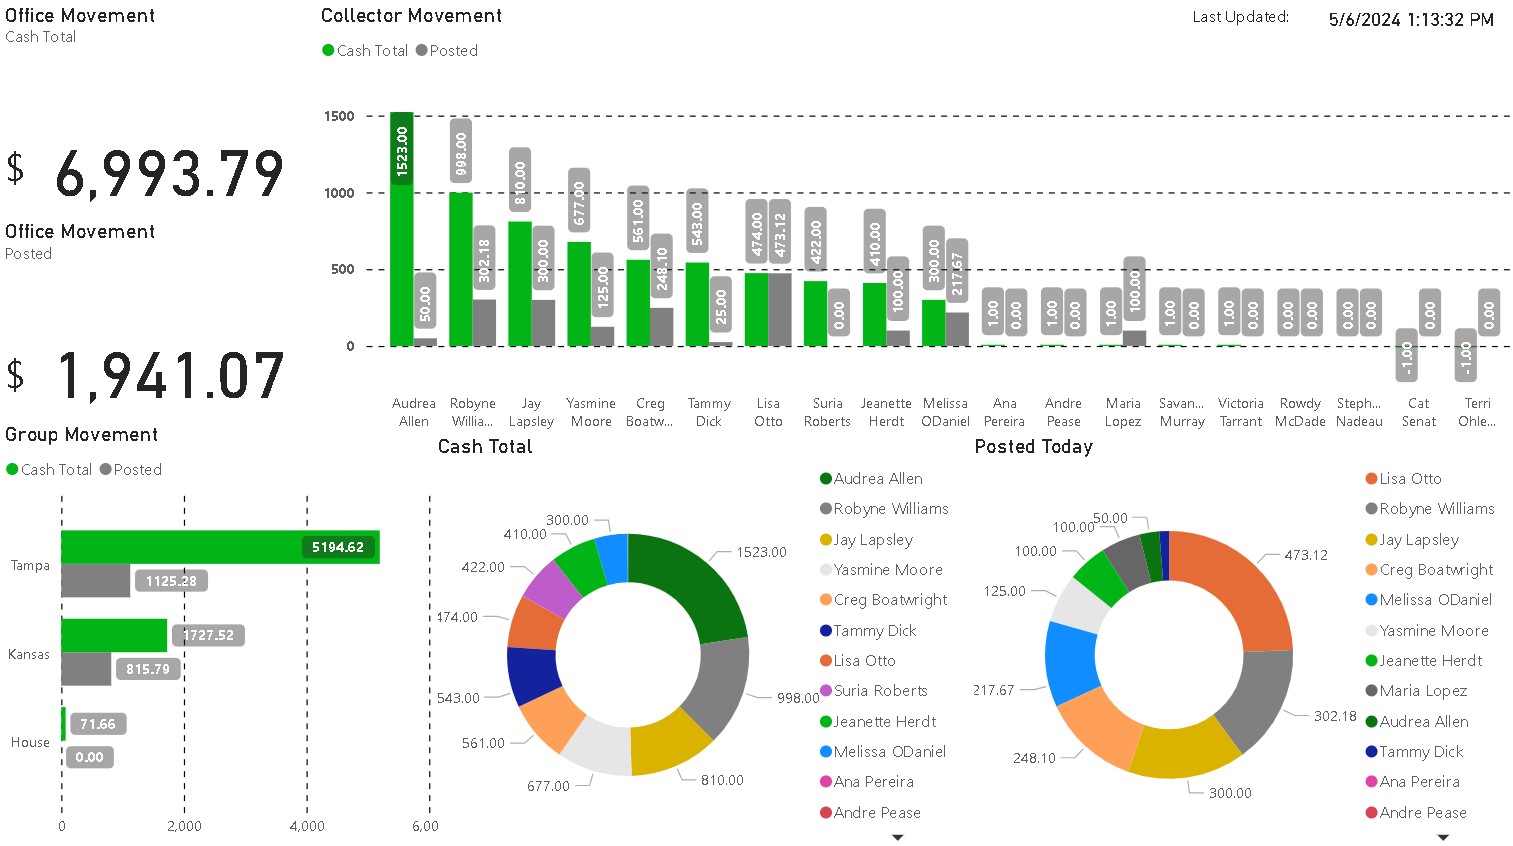 Office Movement
Cash Total
$ 6,993.79
Office Movement
Posted
$ 1,941.07
Collector Movement
Cash Total Posted
Last Updated: 5/6/2024 1:13:32 PM
1500
1000
500
0
1523.00 50.00
998.00 302.18
810.00 300.00
677.00 125.00
561.00 248.10
543.00 25.00
474.00 473.12
422.00 0.00
410.00 100.00
300.00 217.67
1.00 0.00
1.00 0.00
1.00 100.00
1.00 0.00
1.00 0.00
0.00 0.00
0.00 0.00
-1.00 0.00
-1.00 0.00
Audrea Robyne Jay Yasmine Creg Tammy Lisa Suria Jeanette Melissa Ana Andre Maria Savan... Victoria Rowdy Steph... Cat Terri
Allen Willia... Lapsley Moore Boatw... Dick Otto Roberts Herdt ODaniel Pereira Pease Lopez Murray Tarrant McDade Nadeau Senat Ohle...
Group Movement
Cash Total Posted
Tampa
5194.62
1125.28
Kansas
1727.52
815.79
House
71.66
0.00
0 2,000 4,000 6,00
Cash Total
1523.00
998.00
810.00
677.00
561.00
543.00
474.00
422.00
410.00
300.00
Audrea Allen
Robyne Williams
Jay Lapsley
Yasmine Moore
Creg Boatwright
Tammy Dick
Lisa Otto
Suria Roberts
Jeanette Herdt
Melissa ODaniel
Ana Pereira
Andre Pease
Posted Today
473.12
302.18
300.00
248.10
217.67
125.00
100.00
100.00
50.00
Lisa Otto
Robyne Williams
Jay Lapsley
Creg Boatwright
Melissa ODaniel
Yasmine Moore
Jeanette Herdt
Maria Lopez
Audrea Allen
Tammy Dick
Ana Pereira
Andre Pease